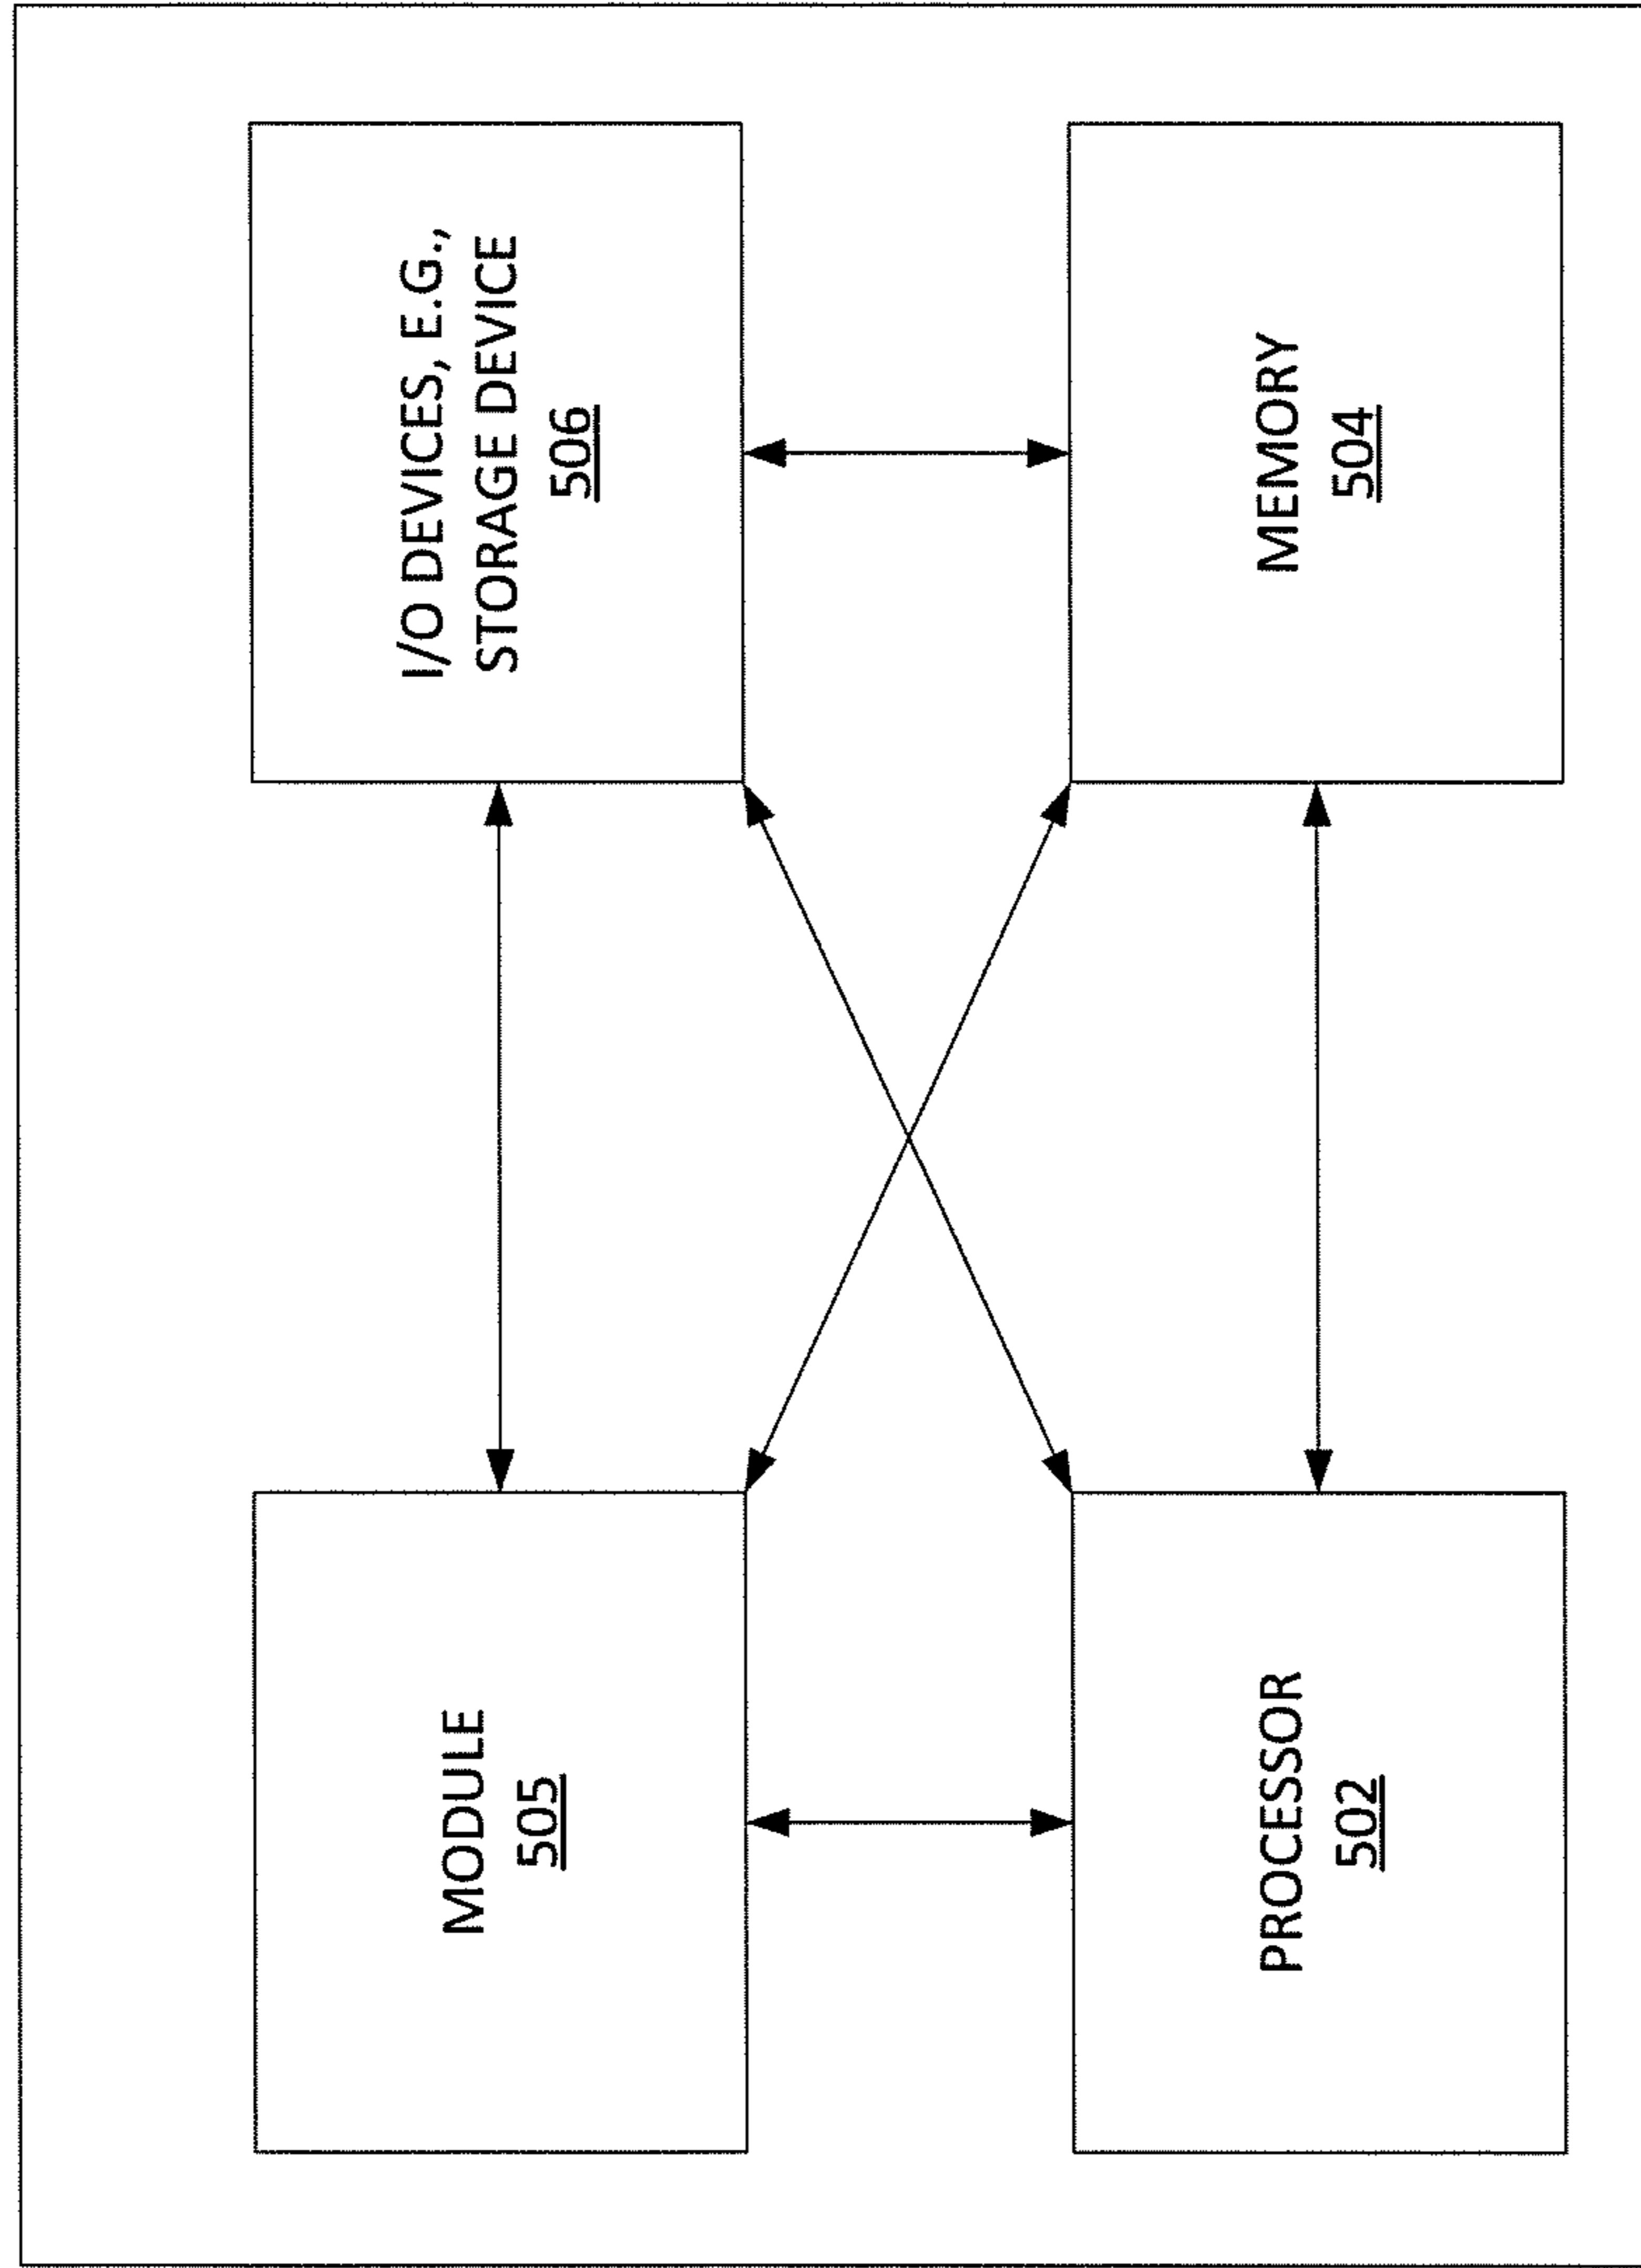 MODULE
505
I/O DEVICES, E.G.,
STORAGE DEVICE
506
PROCESSOR
502
MEMORY
504